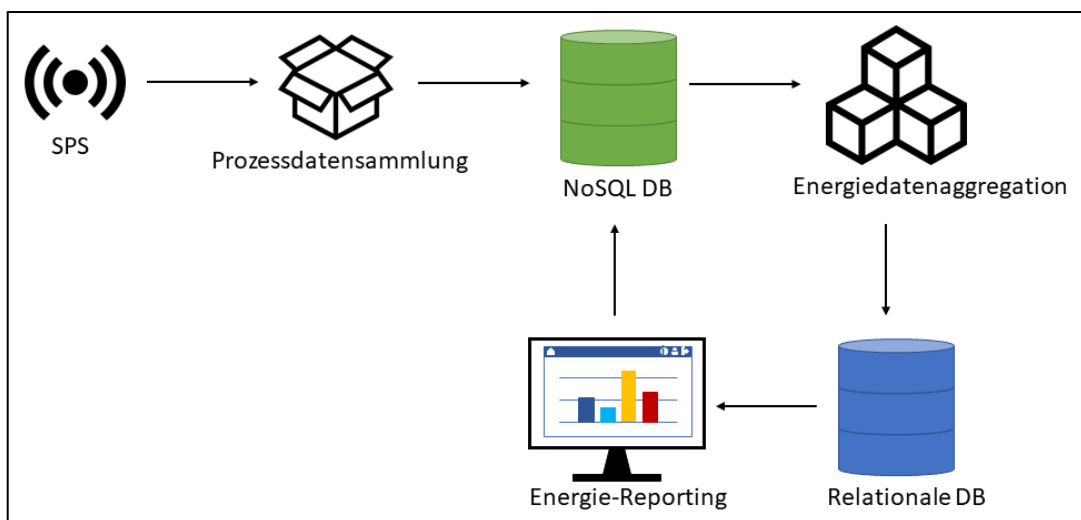 SPS
Prozessdatensammlung
NoSQL DB
Energiedatenaggregation
Energie-Reporting
Relationale DB